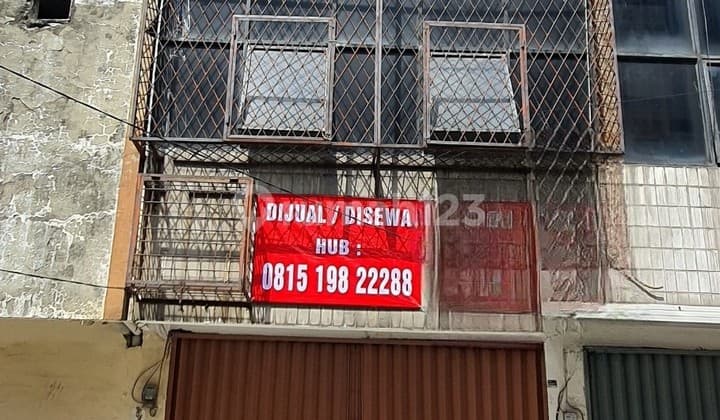 DIJUAL / DISEWA
HUB :
0815 198 22288